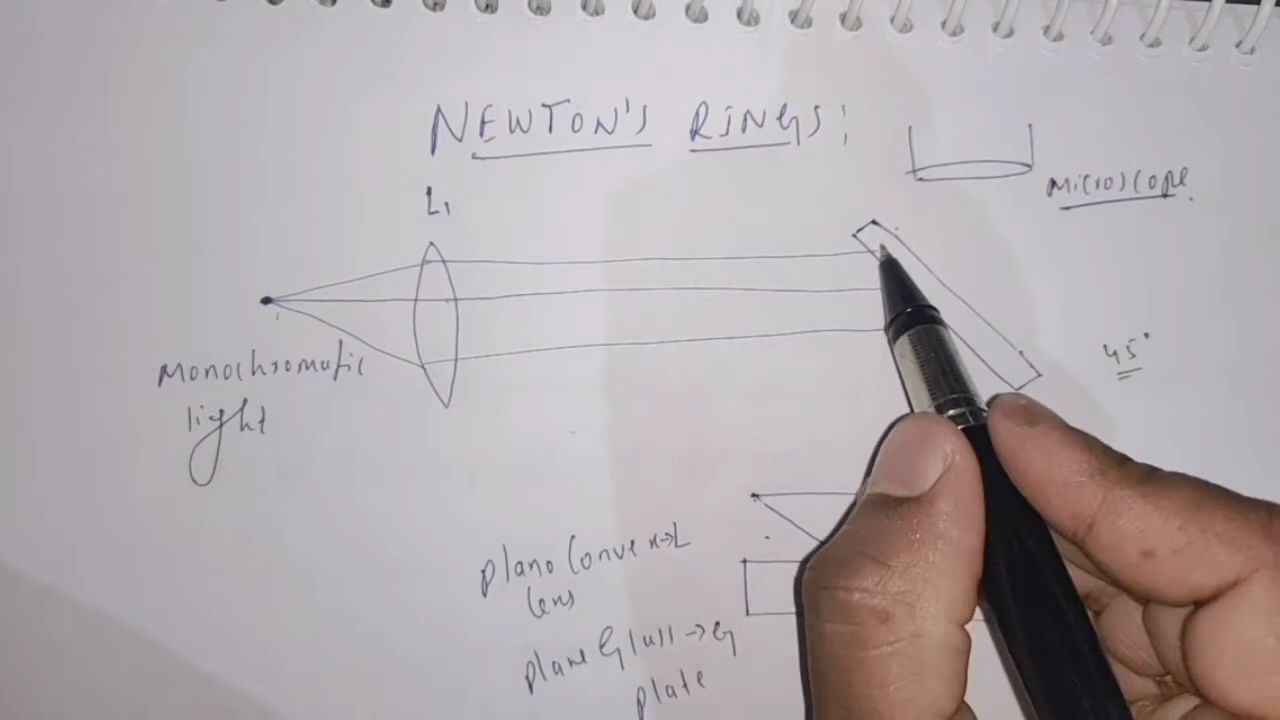 NEWTON'S RINGS:
Microscope
L1
45°
Monochromatic
light
plano Convex→L
lens
plane Glass→G
plate